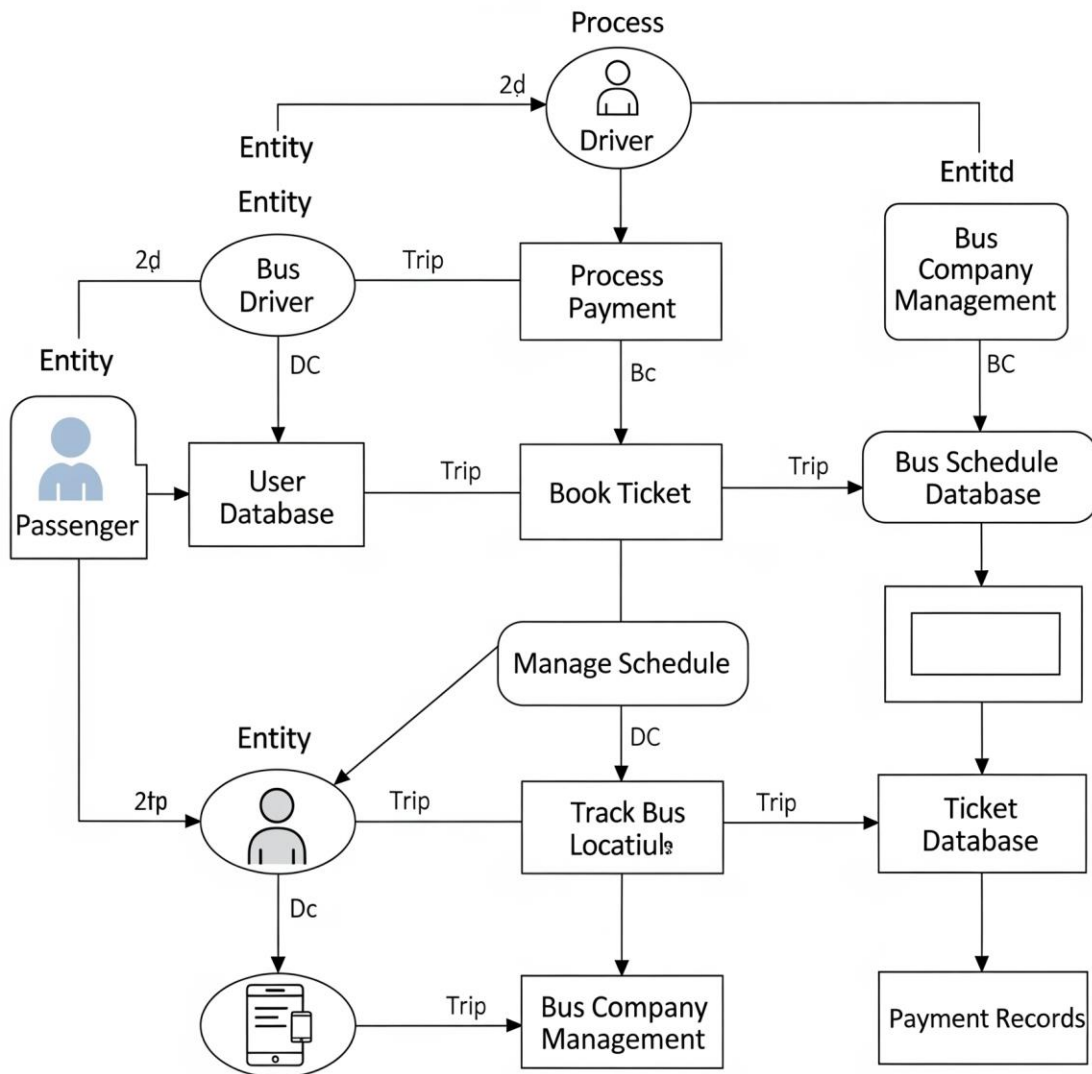 Process
2d
Driver
Entity
Entitd
Entity
2d
Bus
Driver
Trip
Process
Payment
Bus
Company
Management
Entity
DC
Bc
BC
Passenger
User
Database
Trip
Book Ticket
Trip
Bus Schedule
Database
Manage Schedule
Entity
DC
Trip
Track Bus
Trip
Ticket
Database
Dc
Trip
Bus Company
Management
Payment Records